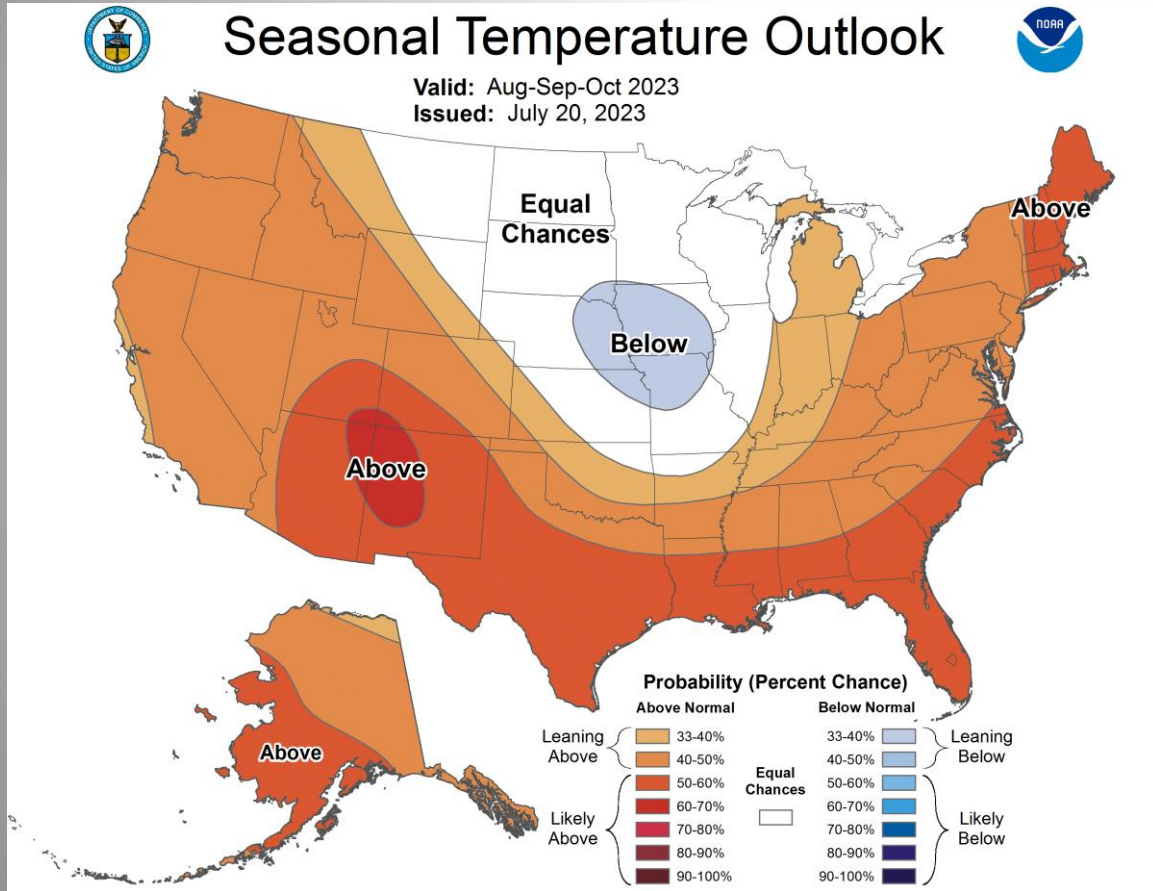 Seasonal Temperature Outlook
NOAA
Valid: Aug-Sep-Oct 2023
Issued: July 20, 2023
Equal
Chances
Above
Below
Above
Above
Probability (Percent Chance)
Above Normal
Below Normal
Leaning
Above
33-40%
40-50%
Likely
Above
50-60%
60-70%
70-80%
80-90%
90-100%
Equal
Chances
33-40%
40-50%
Leaning
Below
50-60%
60-70%
70-80%
80-90%
90-100%
Likely
Below